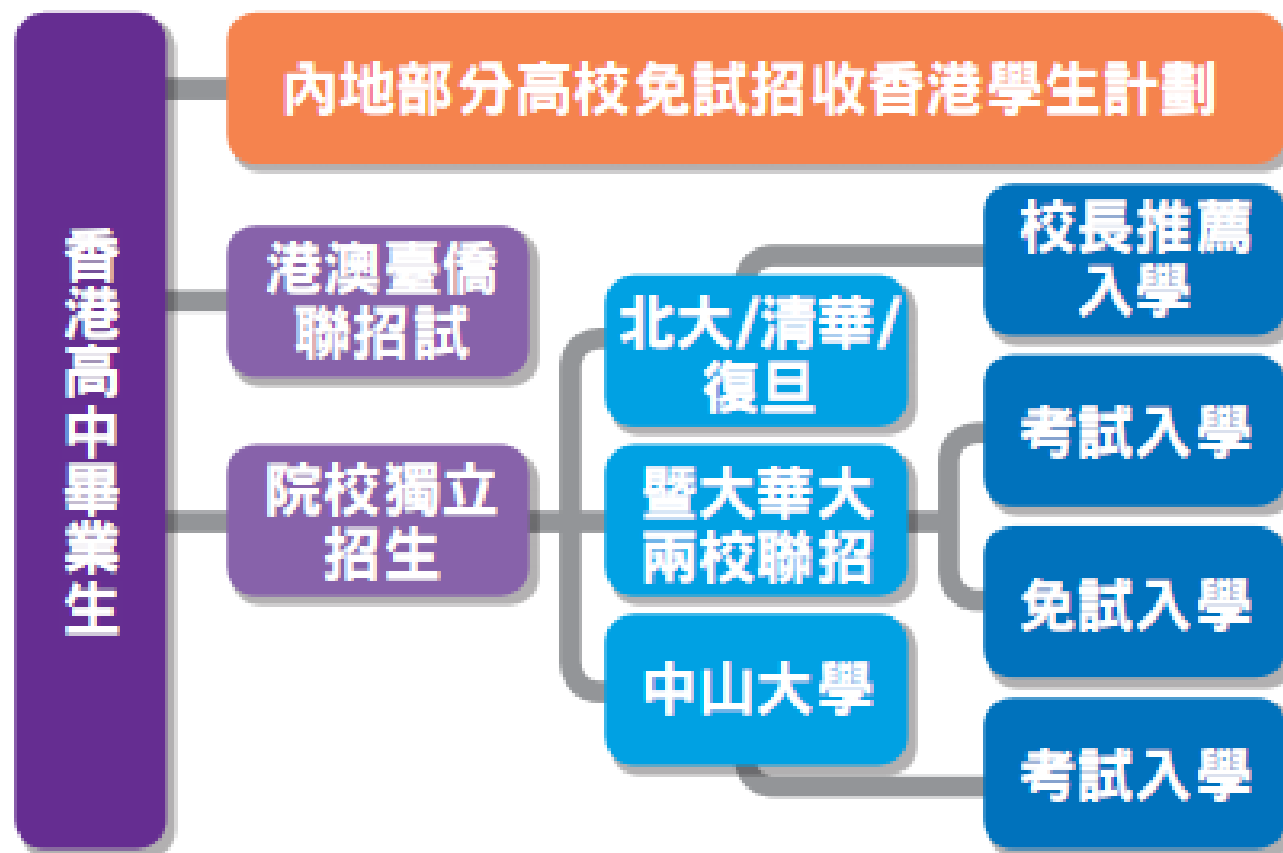 香港高中畢業生
內地部分高校免試招收香港學生計劃
港澳臺僑
聯招試
院校獨立
招生
北大/清華/
復旦
暨大華大
兩校聯招
中山大學
校長推薦
入學
考試入學
免試入學
考試入學